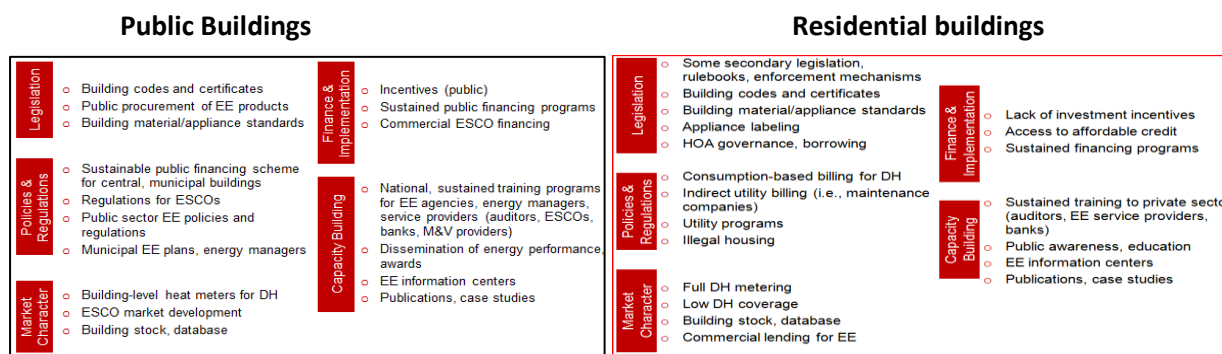 Public Buildings
Legislation
o Building codes and certificates
o Public procurement of EE products
o Building material/appliance standards
Policies &
Regulations
o Sustainable public financing scheme
for central, municipal buildings
o Regulations for ESCOs
o Public sector EE policies and
regulations
o Municipal EE plans, energy managers
Market
Character
o Building-level heat meters for DH
o ESCO market development
o Building stock, database
Finance &
Implementation
o Incentives (public)
o Sustained public financing programs
o Commercial ESCO financing
Capacity Building
o National, sustained training programs
for EE agencies, energy managers,
service providers (auditors, ESCOs,
banks, M&V providers)
o Dissemination of energy performance,
awards
o EE information centers
o Publications, case studies
Residential buildings
Legislation
o Some secondary legislation,
rulebooks, enforcement mechanisms
o Building codes and certificates
o Building material/appliance standards
o Appliance labeling
o HOA governance, borrowing
Policies &
Regulations
o Consumption-based billing for DH
o Indirect utility billing (i.e., maintenance
companies)
o Utility programs
o Illegal housing
Market
Character
o Full DH metering
o Low DH coverage
o Building stock, database
o Commercial lending for EE
Finance &
Implementation
o Lack of investment incentives
o Access to affordable credit
o Sustained financing programs
Capacity
Building
o Sustained training to private secto
(auditors, EE service providers,
banks)
o Public awareness, education
o EE information centers
o Publications, case studies